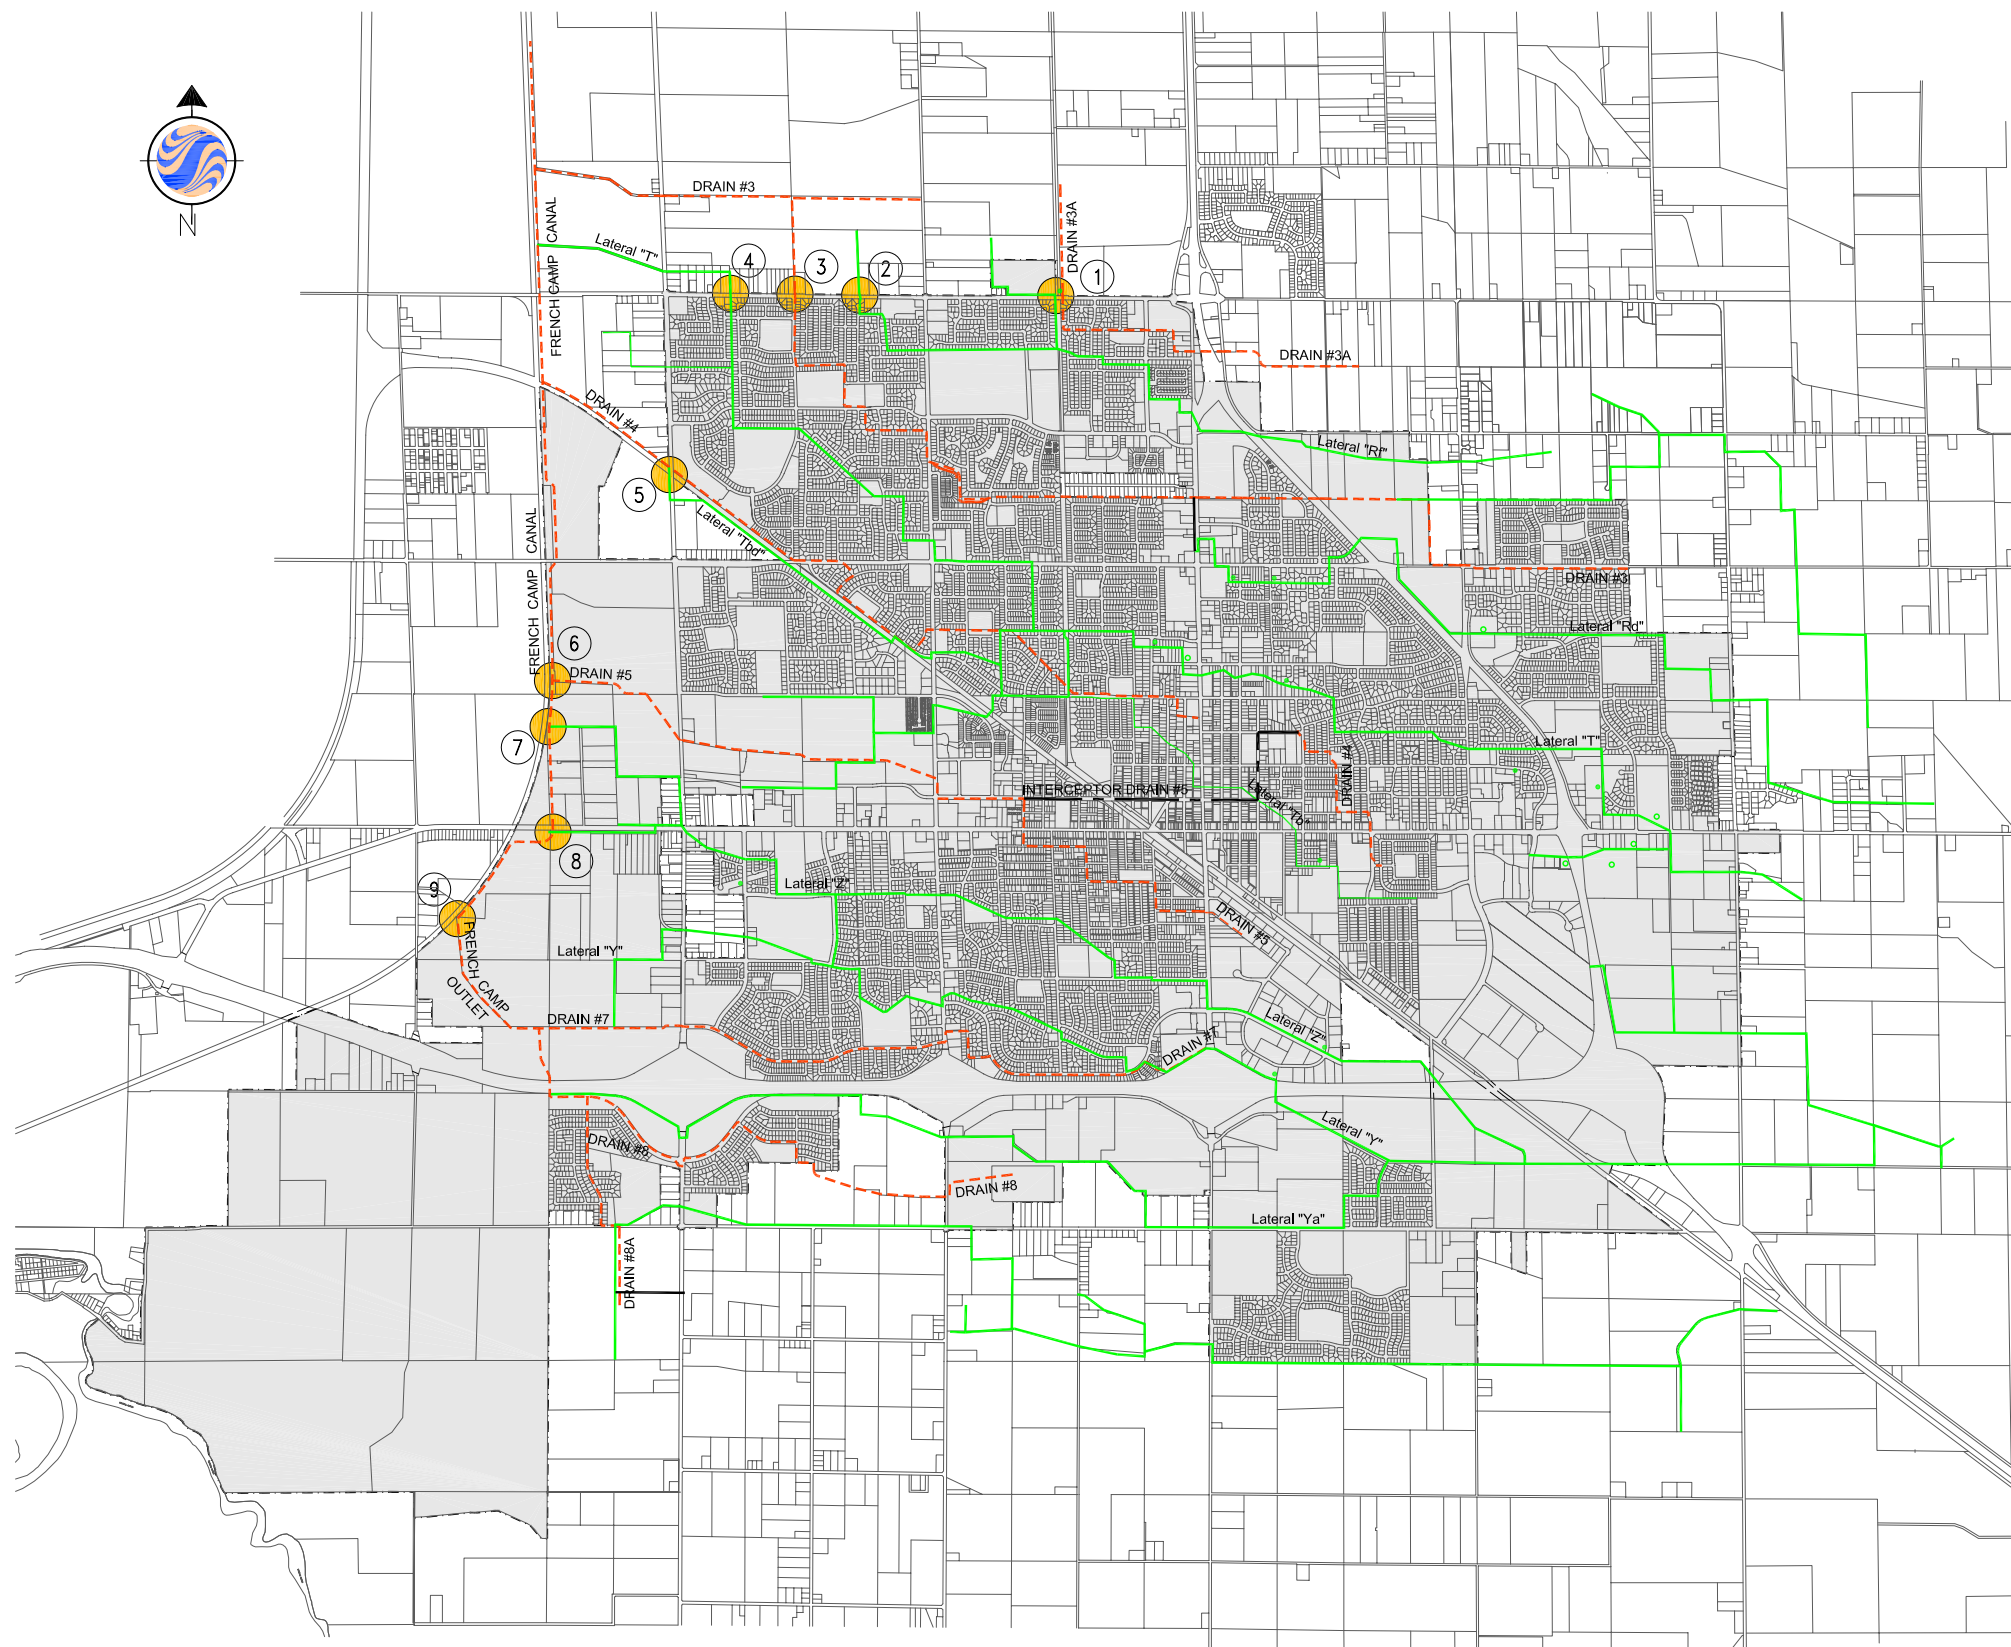 DRAIN #3
FRENCH CAMP CANAL
DRAIN #3A
N
Lateral "T"
4
3
2
1
DRAIN #3A
DRAIN #4
Lateral "Rf"
5
Lateral "Tbd"
FRENCH CAMP CANAL
DRAIN #3
Lateral "Rd"
6
DRAIN #5
7
Lateral "T"
DRAIN #4
INTERCEPTOR DRAIN #5
Lateral "Tb"
8
9
Lateral "Z"
DRAIN #5
Lateral "Y"
FRENCH CAMP
OUTLET
DRAIN #7
Lateral "Z"
DRAIN #7
Lateral "Y"
DRAIN #8
DRAIN #8
Lateral "Ya"
DRAIN #8A